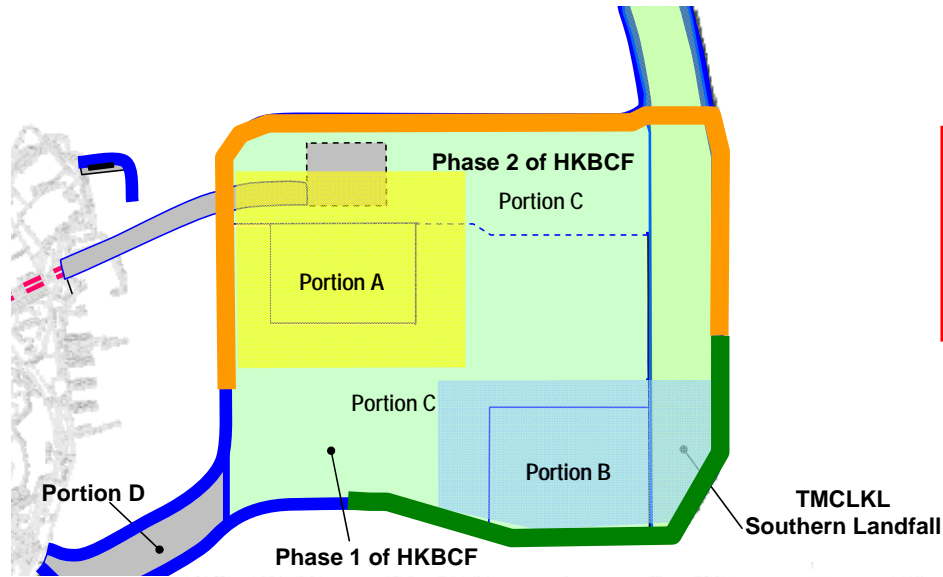 Phase 2 of HKBCF
Portion C
Portion A
Portion C
Portion B
Portion D
TMCLKL
Southern Landfall
Phase 1 of HKBCF